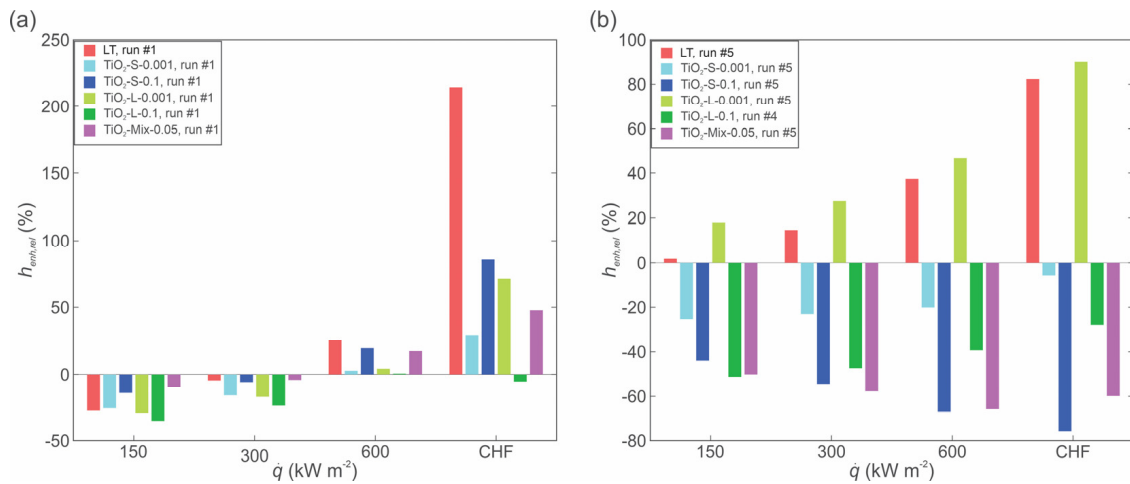 (a)
250
200
150
100
50
0
-50
h_enh,rel (%)
LT, run #1
TiO₂-S-0.001, run #1
TiO₂-S-0.1, run #1
TiO₂-L-0.001, run #1
TiO₂-L-0.1, run #1
TiO₂-Mix-0.05, run #1
150 300 600 CHF
q̇ (kW m⁻²)
(b)
100
80
60
40
20
0
-20
-40
-60
-80
h_enh,rel (%)
LT, run #5
TiO₂-S-0.001, run #5
TiO₂-S-0.1, run #5
TiO₂-L-0.001, run #5
TiO₂-L-0.1, run #4
TiO₂-Mix-0.05, run #5
150 300 600 CHF
q̇ (kW m⁻²)